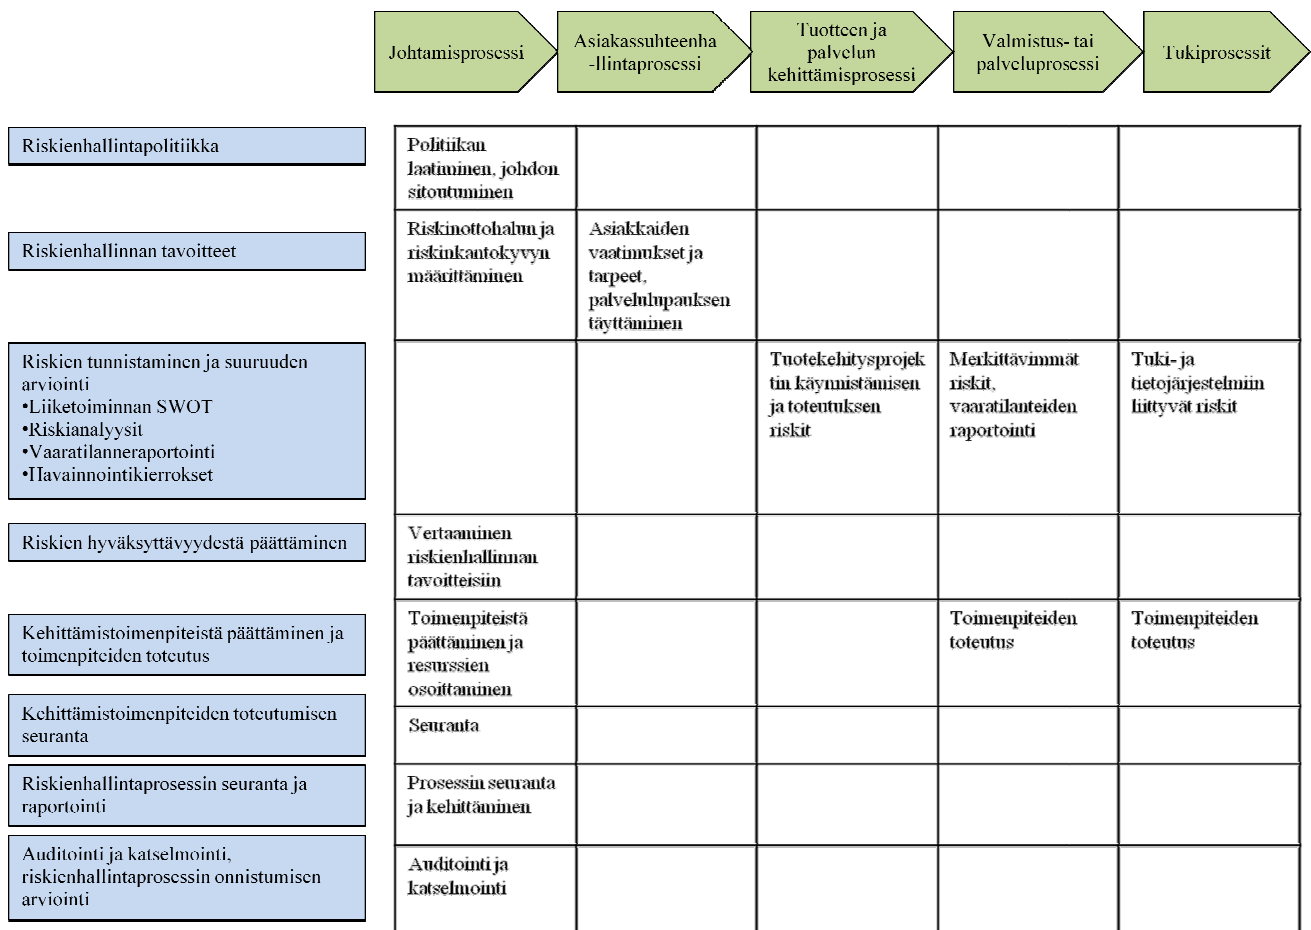 Johtamisprosessi
Asiakassuhteenha
-llintaprosessi
Tuotteen ja
palvelun
kehittämisprosessi
Valmistus- tai
palveluprosessi
Tukiprosessit
Riskienhallintapolitiikka
Politiikan
laatiminen, johdon
sitoutuminen
Riskienhallinnan tavoitteet
Riskinottohalun ja
riskinkantokyvyn
määrittäminen
Asiakkaiden
vaatimukset ja
tarpeet,
palvelulupauksen
täyttäminen
Riskien tunnistaminen ja suuruuden
arviointi
•Liiketoiminnan SWOT
•Riskianalyysit
•Vaaratilanneraportointi
•Havainnointikierrokset
Tuotekehitysprojek
tin käynnistämisen
ja toteutuksen
riskit
Merkittävimmät
riskit,
vaaratilanteiden
raportointi
Tuki- ja
tietojärjestelmiin
liittyvät riskit
Riskien hyväksyttävyydestä päättäminen
Vertaaminen
riskienhallinnan
tavoitteisiin
Kehittämistoimenpiteistä päättäminen ja
toimenpiteiden toteutus
Toimenpiteistä
päättäminen ja
resurssien
osoittaminen
Toimenpiteiden
toteutus
Toimenpiteiden
toteutus
Kehittämistoimenpiteiden toteutumisen
seuranta
Seuranta
Riskienhallintaprosessin seuranta ja
raportointi
Prosessin seuranta
ja kehittäminen
Auditointi ja katselmointi,
riskienhallintaprosessin onnistumisen
arviointi
Auditointi ja
katselmointi